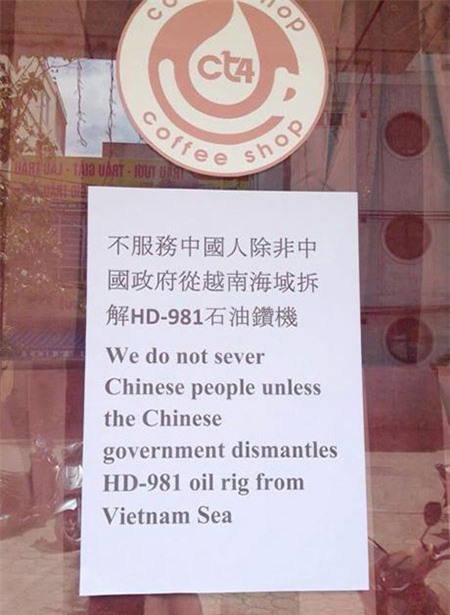 shop
ct4
coffee shop
不服務中國人除非中
國政府從越南海域拆
解HD-981石油鑽機
We do not sever
Chinese people unless
the Chinese
government dismantles
HD-981 oil rig from
Vietnam Sea